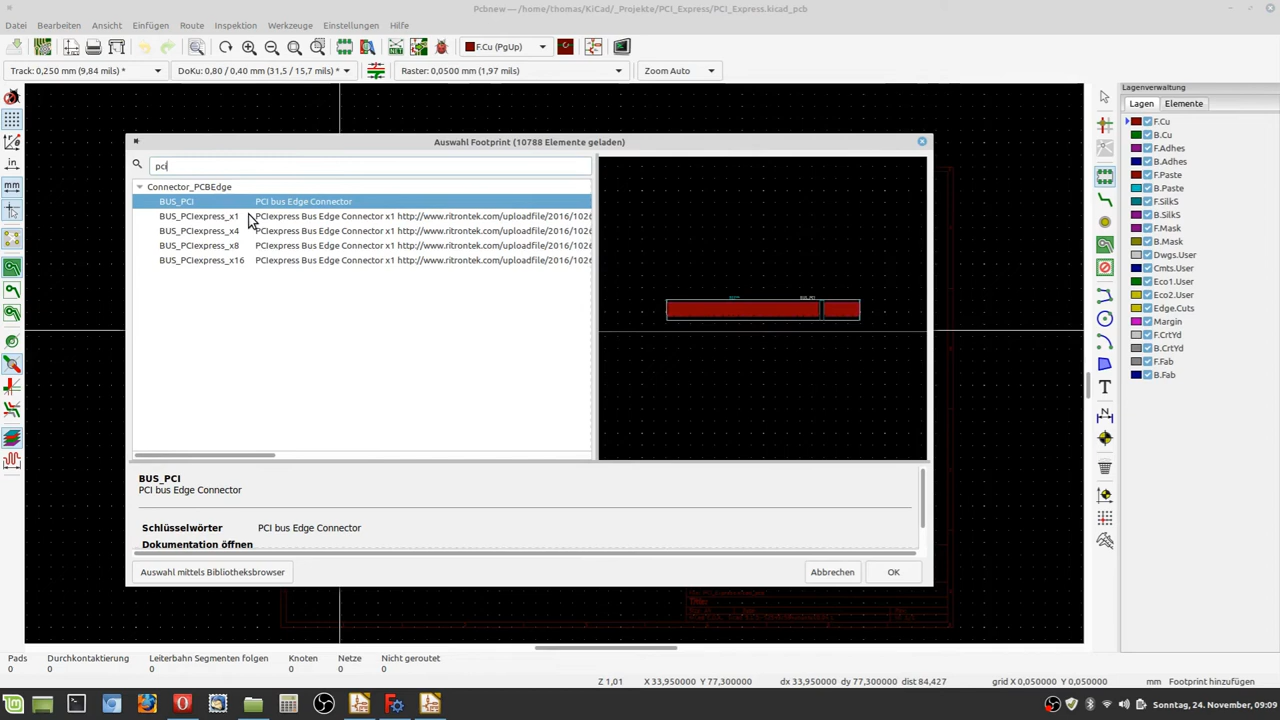 Pcbnew — /home/thomas/KiCad/_Projekte/PCI_Express/PCI_Express.kicad_pcb
Datei Bearbeiten Ansicht Einfügen Route Inspektion Werkzeuge Einstellungen Hilfe
F.Cu (PgUp)
Track: 0,250 mm (9,84 mils) * DoKu: 0,80 / 0,40 mm (31,5 / 15,7 mils) * Raster: 0,0500 mm (1,97 mils) Zoom Auto
Lagenverwaltung
Lagen Elemente
F.Cu
B.Cu
F.Adhes
B.Adhes
F.Paste
B.Paste
F.SilkS
B.SilkS
F.Mask
B.Mask
Dwgs.User
Cmts.User
Eco1.User
Eco2.User
Edge.Cuts
Margin
F.CrtYd
B.CrtYd
F.Fab
B.Fab
in
mm
Auswahl Footprint (10788 Elemente geladen)
pci
Connector_PCBEdge
BUS_PCI PCI bus Edge Connector
BUS_PCIexpress_x1 PCIexpress Bus Edge Connector x1 http://www.ritrontek.com/uploadfile/2016/1026
BUS_PCIexpress_x4 PCIexpress Bus Edge Connector x1 http://www.ritrontek.com/uploadfile/2016/1026
BUS_PCIexpress_x8 PCIexpress Bus Edge Connector x1 http://www.ritrontek.com/uploadfile/2016/1026
BUS_PCIexpress_x16 PCIexpress Bus Edge Connector x1 http://www.ritrontek.com/uploadfile/2016/1026
BUS_PCI
BUS_PCI
PCI bus Edge Connector
Schlüsselwörter PCI bus Edge Connector
Dokumentation öffnen
Auswahl mittels Bibliotheksbrowser Abbrechen OK
Pads Durchkontaktierung Leiterbahn Segmenten folgen Knoten Netze Nicht geroutet
0 0 0 0 0 0
Z 1,01 X 33,950000 Y 77,300000 dx 33,950000 dy 77,300000 dist 84,427 grid X 0,050000 Y 0,050000 mm Footprint hinzufügen
Sonntag, 24. November, 09:09